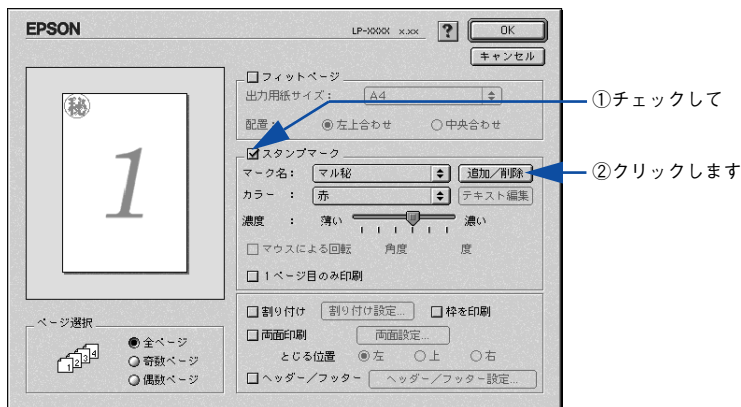 EPSON
LP-XXXX x.xx
?
OK
キャンセル
秘
1
フィットページ
出力用紙サイズ： A4
配置： 左上合わせ 中央合わせ
①チェックして
スタンプマーク
マーク名： マル秘 追加／削除
②クリックします
カラー ： 赤 テキスト編集
濃度 ： 薄い 濃い
マウスによる回転 角度 度
1ページ目のみ印刷
割り付け 割り付け設定... 枠を印刷
両面印刷 両面設定...
とじる位置 左 上 右
ヘッダー／フッター ヘッダー／フッター設定...
ページ選択
1 2 3 4
全ページ
奇数ページ
偶数ページ